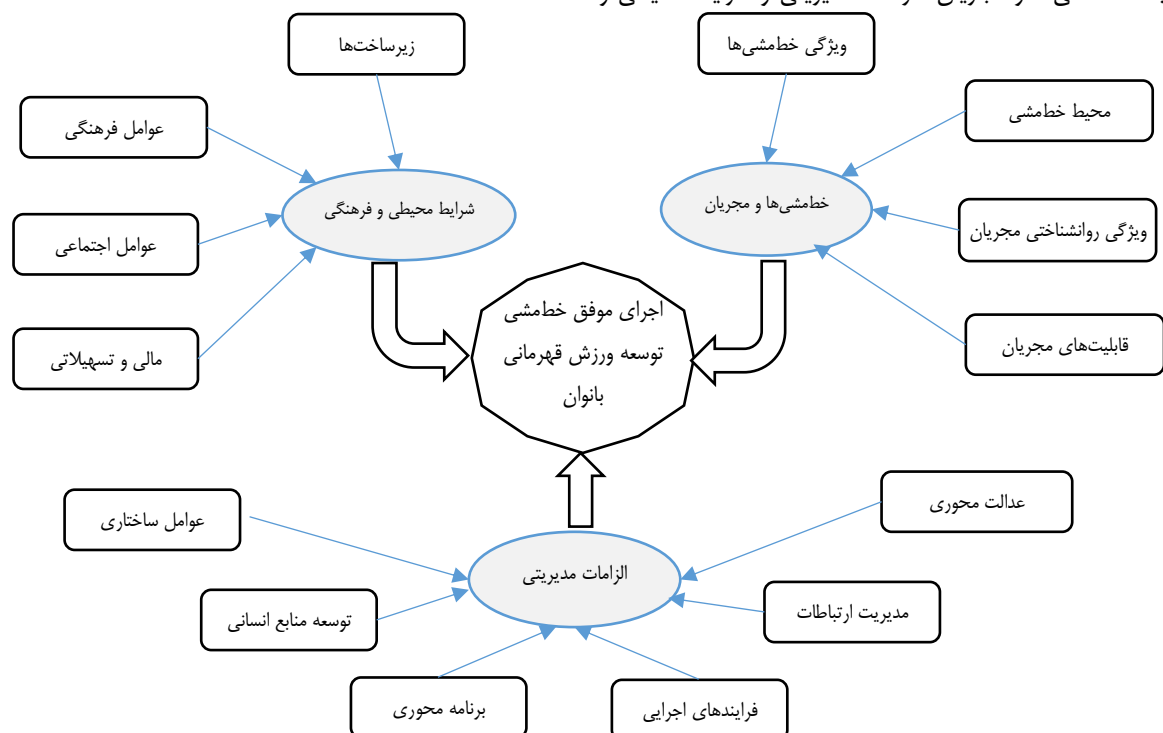 ویژگی خط‌مشی‌ها
زیرساخت‌ها
محیط خط‌مشی
عوامل فرهنگی
خط‌مشی‌ها و مجریان
شرایط محیطی و فرهنگی
ویژگی روانشناختی مجریان
عوامل اجتماعی
اجرای موفق خط‌مشی
توسعه ورزش قهرمانی
بانوان
قابلیت‌های مجریان
مالی و تسهیلاتی
عدالت محوری
عوامل ساختاری
الزامات مدیریتی
مدیریت ارتباطات
توسعه منابع انسانی
فرایندهای اجرایی
برنامه محوری